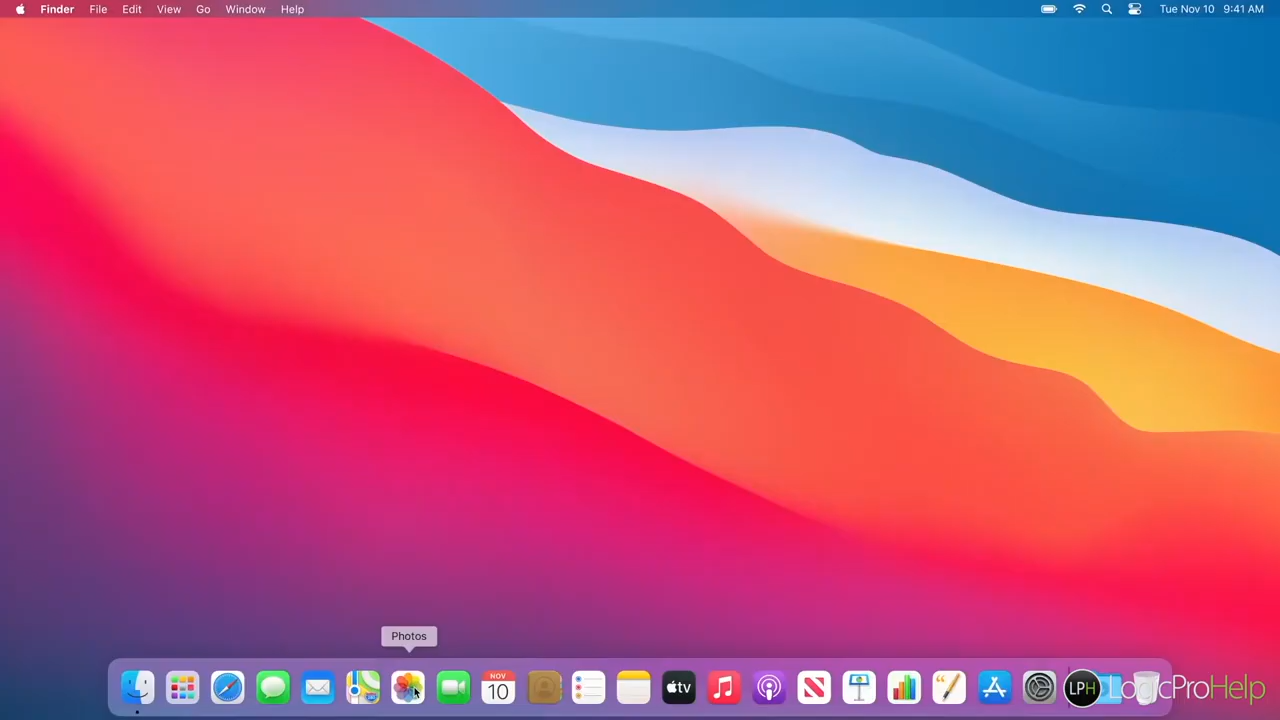 Finder File Edit View Go Window Help Tue Nov 10 9:41 AM
Photos
NOV
10
tv
LPH LogicProHelp